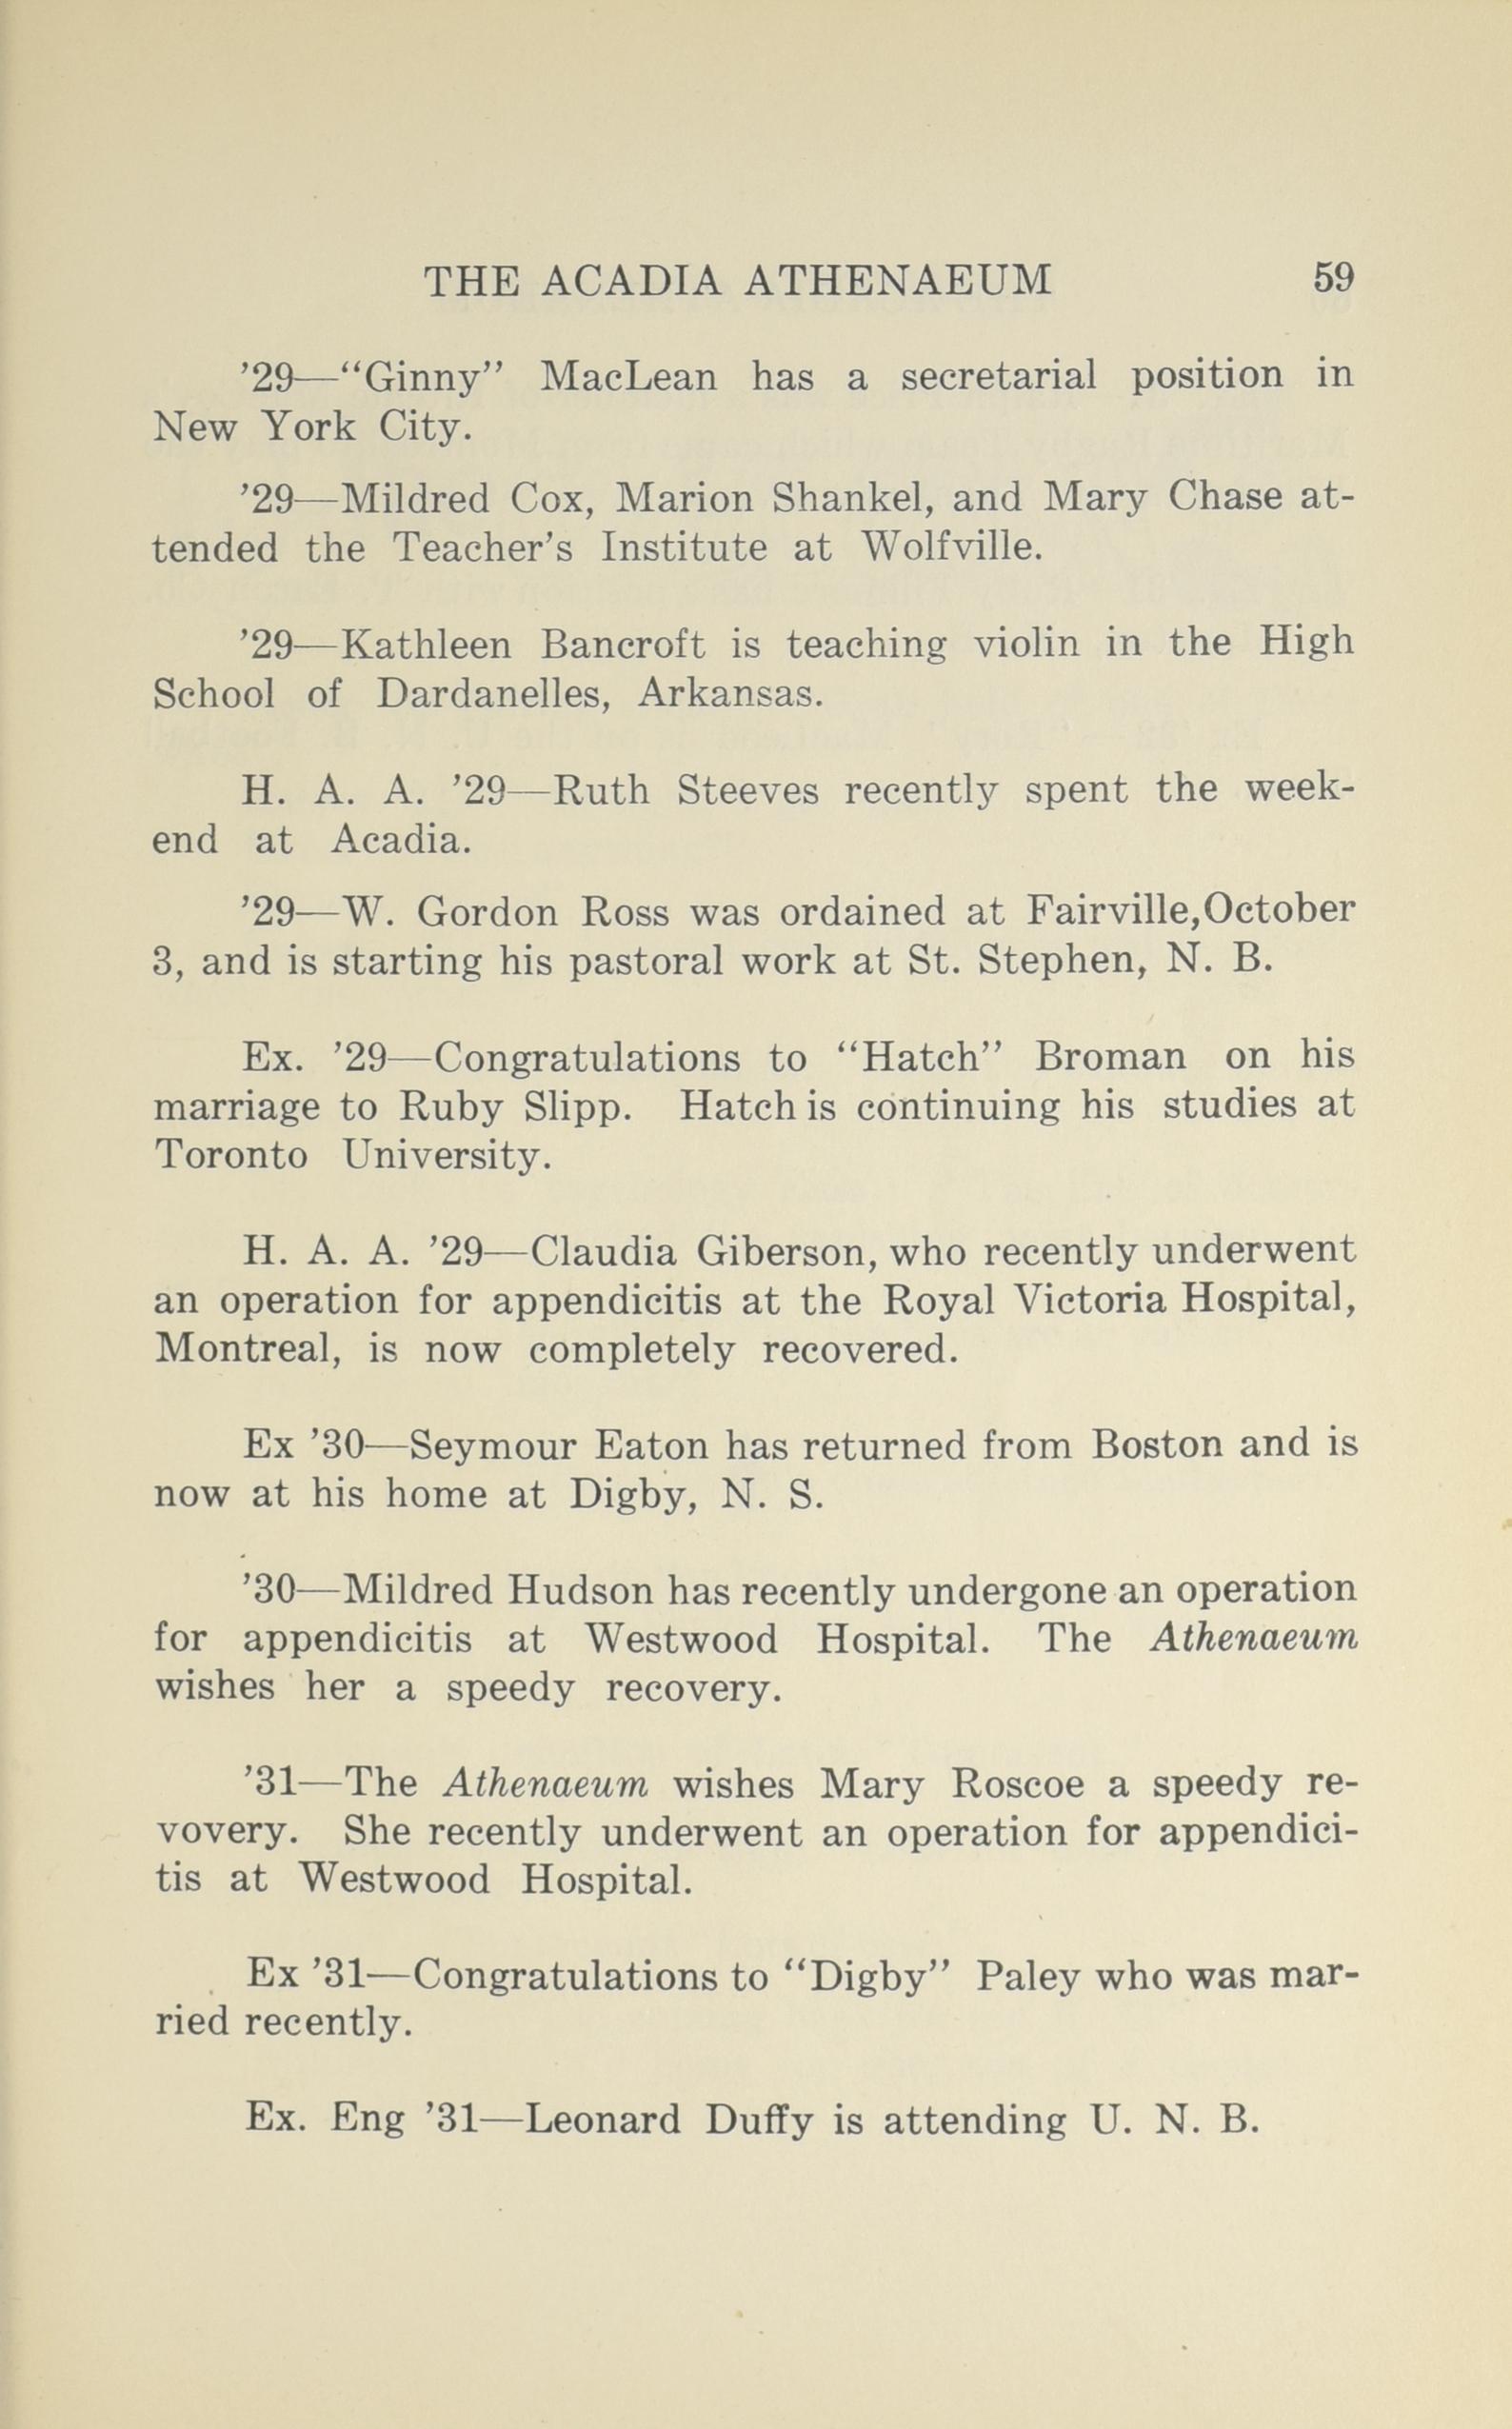 THE ACADIA ATHENAEUM 59
’29—“Ginny” MacLean has a secretarial position in
New York City.
’29—Mildred Cox, Marion Shankel, and Mary Chase at-
tended the Teacher’s Institute at Wolfville.
’29—Kathleen Bancroft is teaching violin in the High
School of Dardanelles, Arkansas.
H. A. A. ’29—Ruth Steeves recently spent the week-
end at Acadia.
’29—W. Gordon Ross was ordained at Fairville,October
3, and is starting his pastoral work at St. Stephen, N. B.
Ex. ’29—Congratulations to “Hatch” Broman on his
marriage to Ruby Slipp. Hatch is continuing his studies at
Toronto University.
H. A. A. ’29—Claudia Giberson, who recently underwent
an operation for appendicitis at the Royal Victoria Hospital,
Montreal, is now completely recovered.
Ex ’30—Seymour Eaton has returned from Boston and is
now at his home at Digby, N. S.
’30—Mildred Hudson has recently undergone an operation
for appendicitis at Westwood Hospital. The Athenaeum
wishes her a speedy recovery.
’31—The Athenaeum wishes Mary Roscoe a speedy re-
vovery. She recently underwent an operation for appendici-
tis at Westwood Hospital.
Ex ’31—Congratulations to “Digby” Paley who was mar-
ried recently.
Ex. Eng ’31—Leonard Duffy is attending U. N. B.